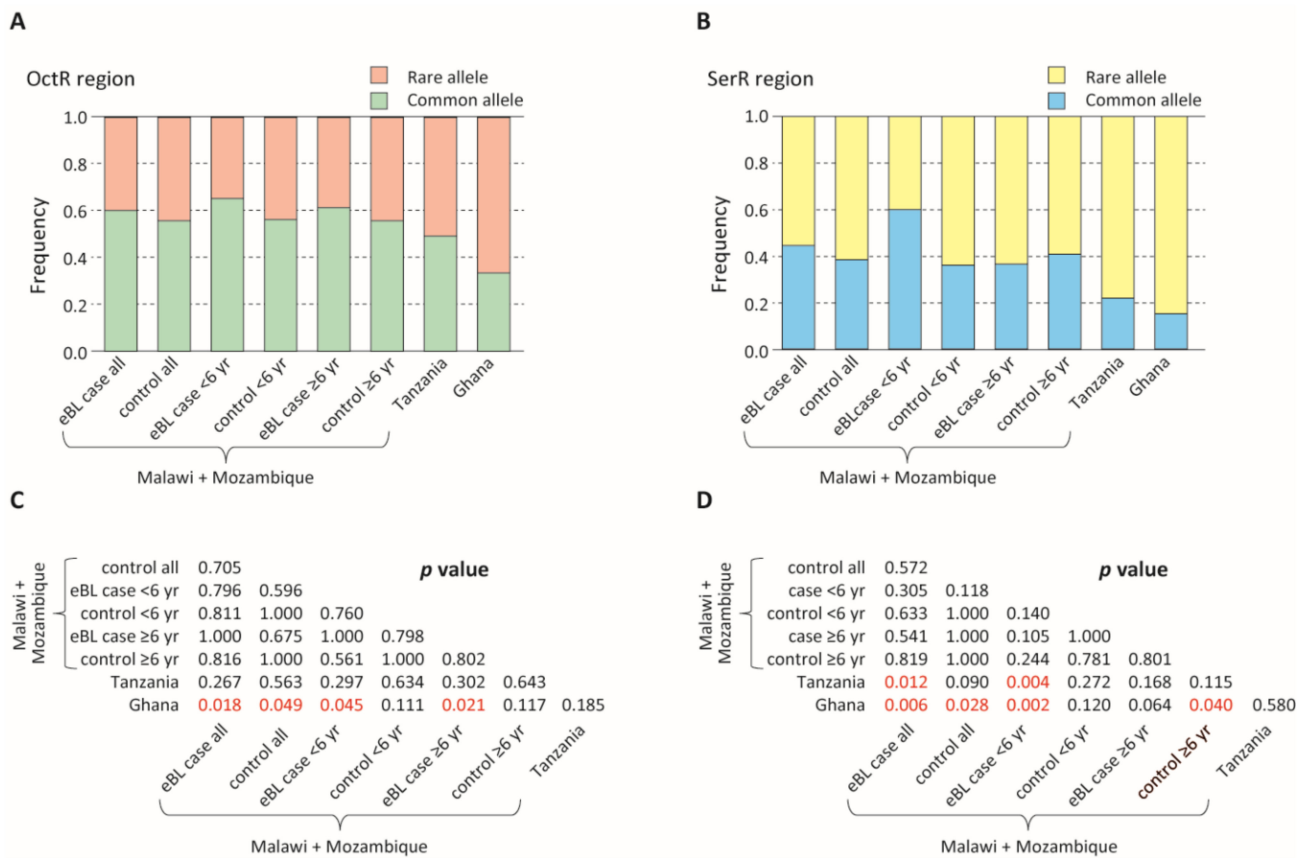 A
OctR region
Rare allele
Common allele
Frequency
1.0
0.8
0.6
0.4
0.2
0.0
eBL case all
control all
eBL case <6 yr
control <6 yr
eBL case ≥6 yr
control ≥6 yr
Tanzania
Ghana
Malawi + Mozambique
B
SerR region
Rare allele
Common allele
Frequency
1.0
0.8
0.6
0.4
0.2
0.0
eBL case all
control all
eBLcase <6 yr
control <6 yr
eBL case ≥6 yr
control ≥6 yr
Tanzania
Ghana
Malawi + Mozambique
C
Malawi +
Mozambique
p value
control all 0.705
eBL case <6 yr 0.796 0.596
control <6 yr 0.811 1.000 0.760
eBL case ≥6 yr 1.000 0.675 1.000 0.798
control ≥6 yr 0.816 1.000 0.561 1.000 0.802
Tanzania 0.267 0.563 0.297 0.634 0.302 0.643
Ghana 0.018 0.049 0.045 0.111 0.021 0.117 0.185
eBL case all
control all
eBL case <6 yr
control <6 yr
eBL case ≥6 yr
control ≥6 yr
Tanzania
Malawi + Mozambique
D
Malawi +
Mozambique
p value
control all 0.572
case <6 yr 0.305 0.118
control <6 yr 0.633 1.000 0.140
case ≥6 yr 0.541 1.000 0.105 1.000
control ≥6 yr 0.819 1.000 0.244 0.781 0.801
Tanzania 0.012 0.090 0.004 0.272 0.168 0.115
Ghana 0.006 0.028 0.002 0.120 0.064 0.040 0.580
eBL case all
control all
eBL case <6 yr
control <6 yr
eBL case ≥6 yr
control ≥6 yr
Tanzania
Malawi + Mozambique